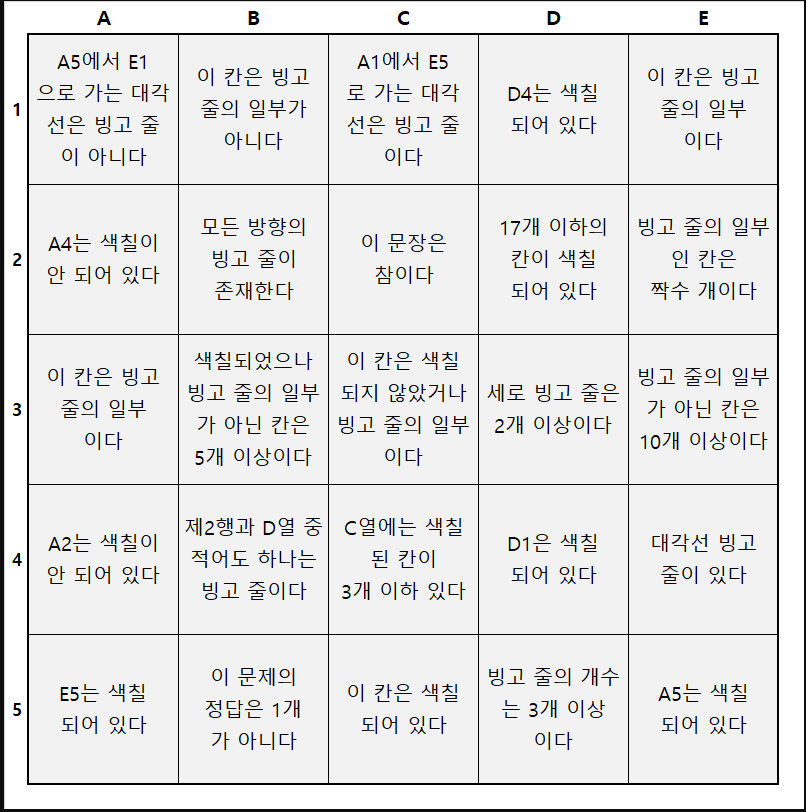 A B C D E
1
A5에서 E1
으로 가는 대각
선은 빙고 줄
이 아니다
이 칸은 빙고
줄의 일부가
아니다
A1에서 E5
로 가는 대각
선은 빙고 줄
이다
D4는 색칠
되어 있다
이 칸은 빙고
줄의 일부
이다
2
A4는 색칠이
안 되어 있다
모든 방향의
빙고 줄이
존재한다
이 문장은
참이다
17개 이하의
칸이 색칠
되어 있다
빙고 줄의 일부
인 칸은
짝수 개이다
3
이 칸은 빙고
줄의 일부
이다
색칠되었으나
빙고 줄의 일부
가 아닌 칸은
5개 이상이다
이 칸은 색칠
되지 않았거나
빙고 줄의 일부
이다
세로 빙고 줄은
2개 이상이다
빙고 줄의 일부
가 아닌 칸은
10개 이상이다
4
A2는 색칠이
안 되어 있다
제2행과 D열 중
적어도 하나는
빙고 줄이다
C열에는 색칠
된 칸이
3개 이하 있다
D1은 색칠
되어 있다
대각선 빙고
줄이 있다
5
E5는 색칠
되어 있다
이 문제의
정답은 1개
가 아니다
이 칸은 색칠
되어 있다
빙고 줄의 개수
는 3개 이상
이다
A5는 색칠
되어 있다